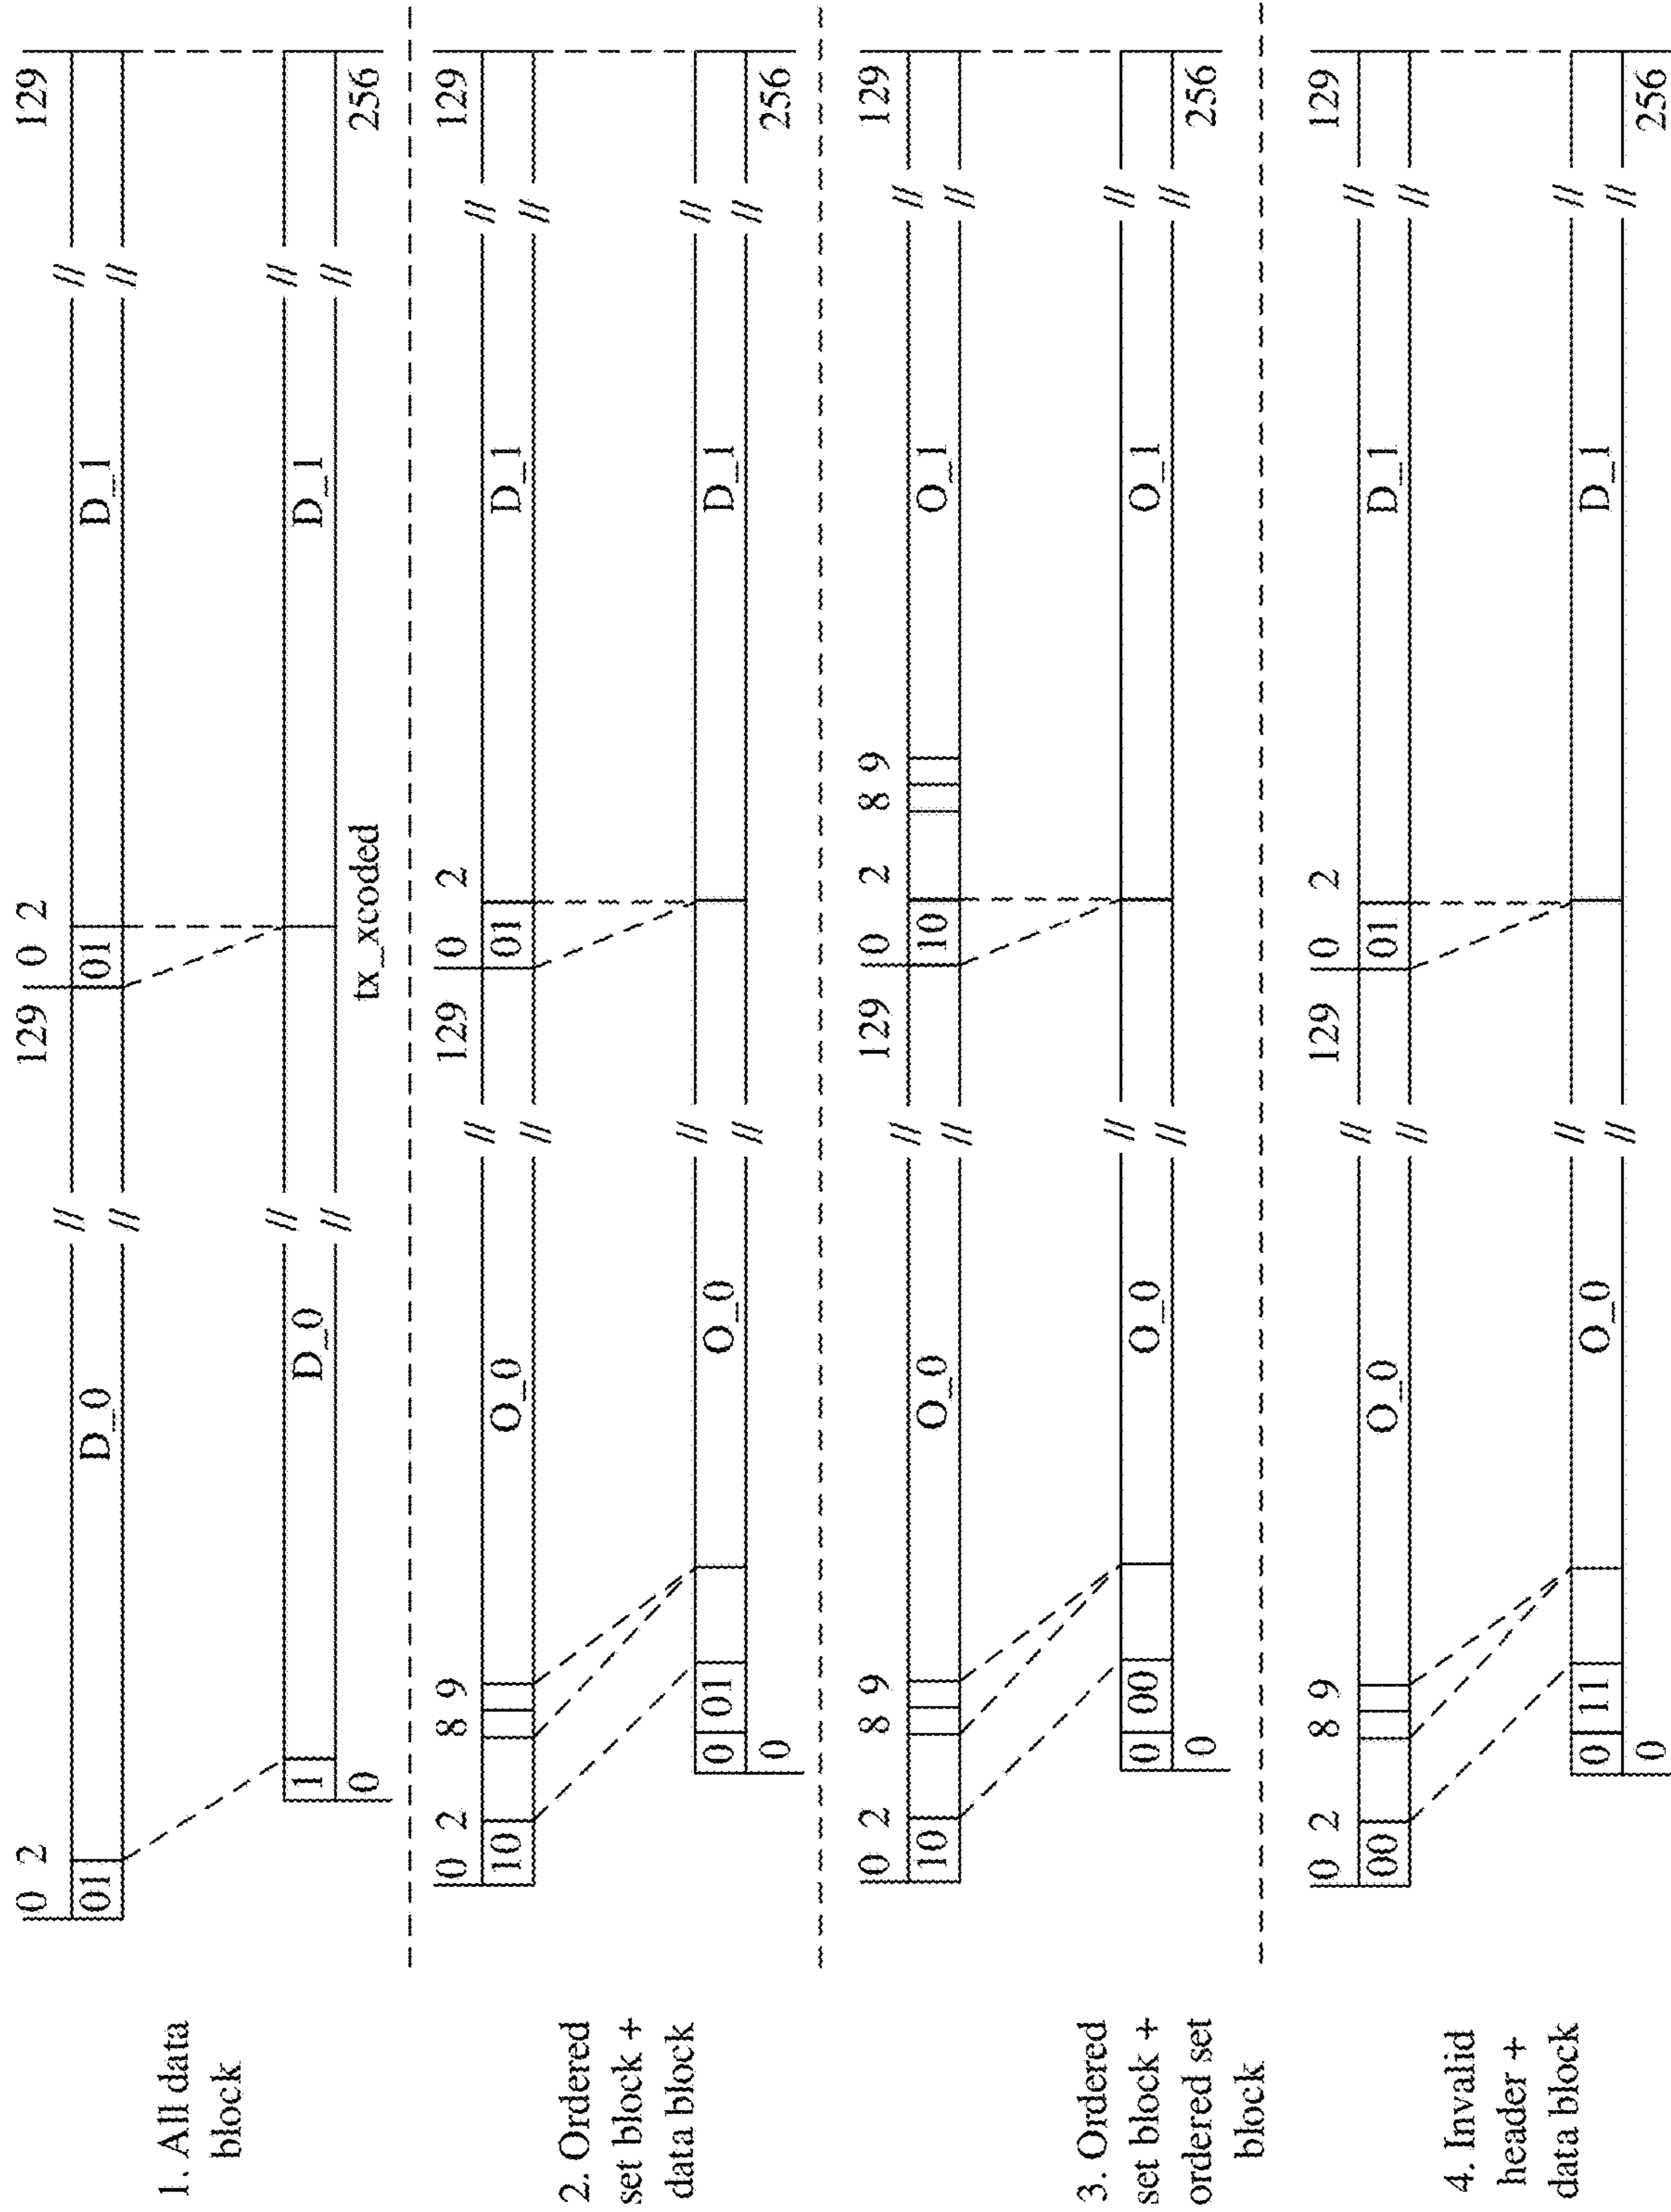 1. All data
block
0 2 129 0 2 129
01 D_0 01 D_1
1 D_0 D_1
0 tx_xcoded 256
2. Ordered
set block +
data block
0 2 8 9 129 0 2 129
10 O_0 01 D_1
0 01 O_0 D_1
0 256
3. Ordered
set block +
ordered set
block
0 2 8 9 129 0 2 8 9 129
10 O_0 10 O_1
0 00 O_0 O_1
0 256
4. Invalid
header +
data block
0 2 8 9 129 0 2 129
00 O_0 01 D_1
0 11 O_0 D_1
0 256